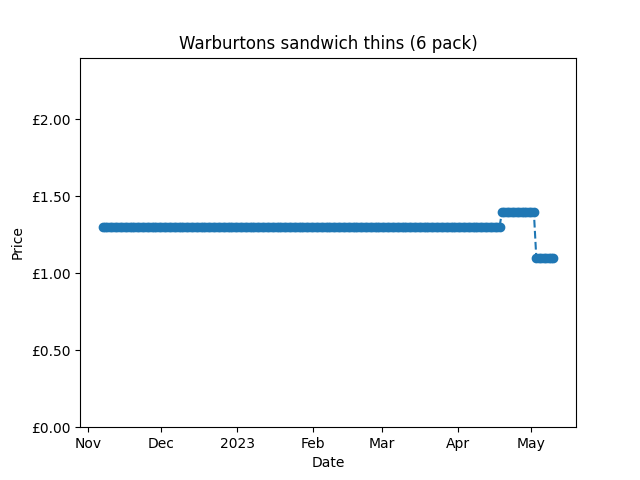 Warburtons sandwich thins (6 pack)
Price
£2.00
£1.50
£1.00
£0.50
£0.00
Nov Dec 2023 Feb Mar Apr May
Date